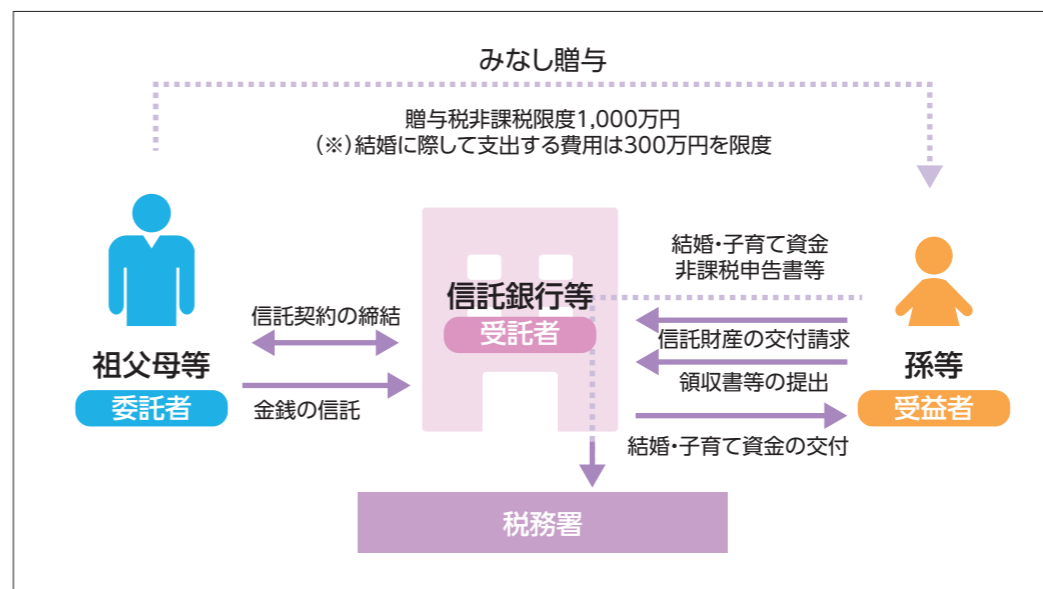 みなし贈与
贈与税非課税限度1,000万円
(※)結婚に際して支出する費用は300万円を限度
結婚・子育て資金
非課税申告書等
信託銀行等
受託者
信託契約の締結
信託財産の交付請求
祖父母等
委託者
孫等
受益者
領収書等の提出
金銭の信託
結婚・子育て資金の交付
税務署